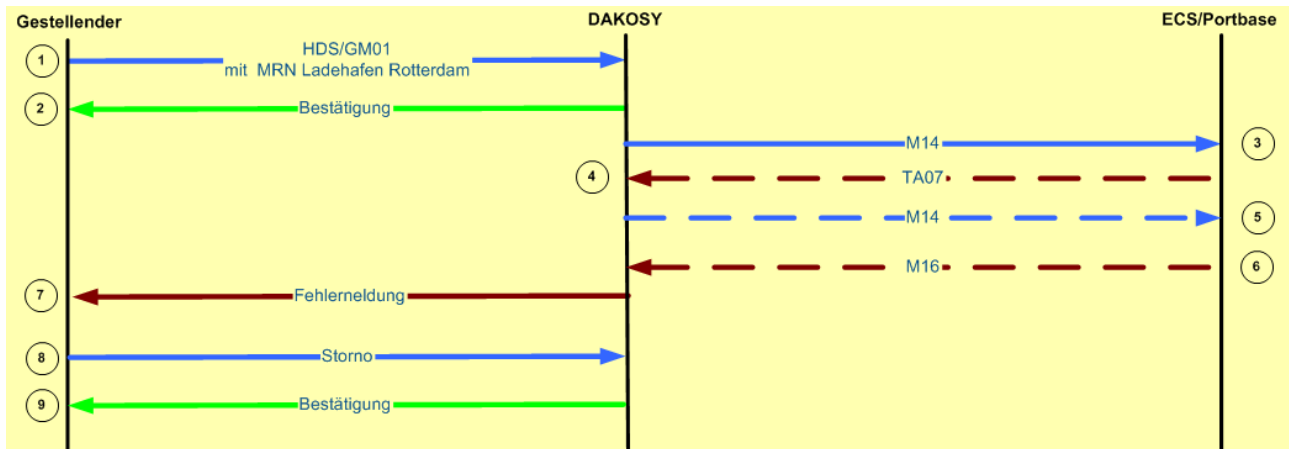 Gestellender
DAKOSY
ECS/Portbase
1
HDS/GM01
mit MRN Ladehafen Rotterdam
2
Bestätigung
M14
3
4
TA07
M14
5
M16
6
7
Fehlerneldung
8
Storno
9
Bestätigung